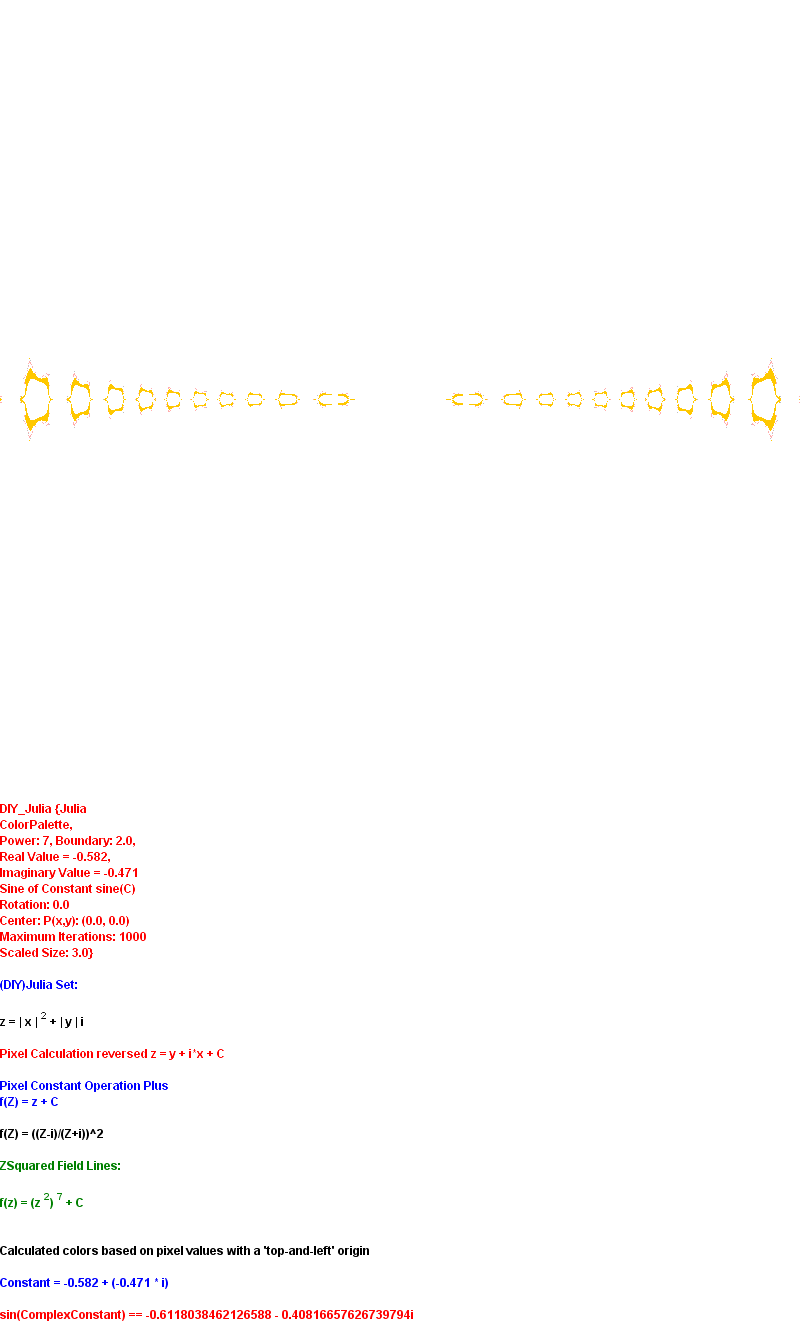 DIY_Julia {Julia
ColorPalette,
Power: 7, Boundary: 2.0,
Real Value = -0.582,
Imaginary Value = -0.471
Sine of Constant sine(C)
Rotation: 0.0
Center: P(x,y): (0.0, 0.0)
Maximum Iterations: 1000
Scaled Size: 3.0}
(DIY)Julia Set:
z = | x | 2 + | y | i
Pixel Calculation reversed z = y + i*x + C
Pixel Constant Operation Plus
f(Z) = z + C
f(Z) = ((Z-i)/(Z+i))^2
ZSquared Field Lines:
f(z) = (z 2) 7 + C
Calculated colors based on pixel values with a 'top-and-left' origin
Constant = -0.582 + (-0.471 * i)
sin(ComplexConstant) == -0.6118038462126588 - 0.40816657626739794i